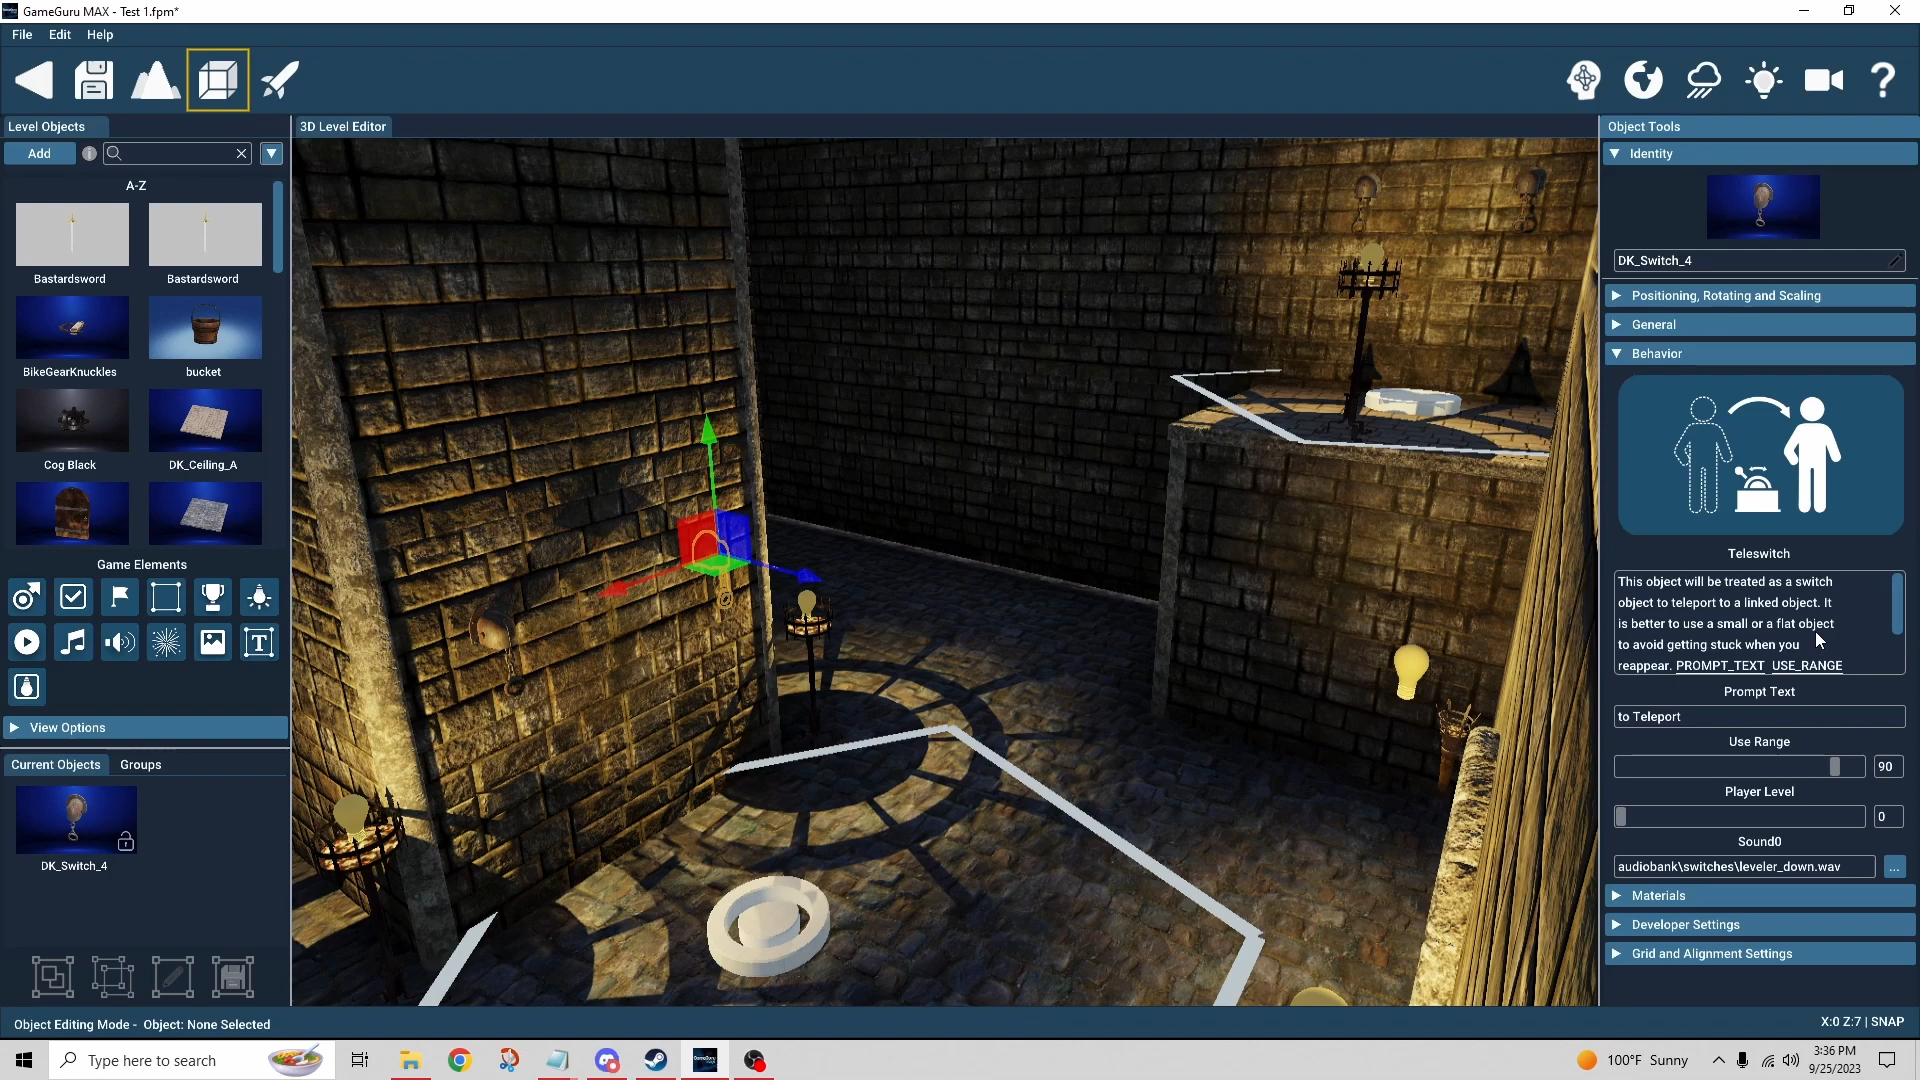 GameGuru MAX - Test 1.fpm*
File Edit Help
Level Objects
3D Level Editor
Object Tools
Add
A-Z
Bastardsword Bastardsword
BikeGearKnuckles bucket
Cog Black DK_Ceiling_A
Game Elements
View Options
Current Objects Groups
DK_Switch_4
Identity
DK_Switch_4
Positioning, Rotating and Scaling
General
Behavior
Teleswitch
This object will be treated as a switch
object to teleport to a linked object. It
is better to use a small or a flat object
to avoid getting stuck when you
reappear. PROMPT_TEXT USE_RANGE
Prompt Text
to Teleport
Use Range
90
Player Level
0
Sound0
audiobank\switches\leveler_down.wav
...
Materials
Developer Settings
Grid and Alignment Settings
Object Editing Mode - Object: None Selected
X:0 Z:7 | SNAP
Type here to search
100°F Sunny
3:36 PM
9/25/2023